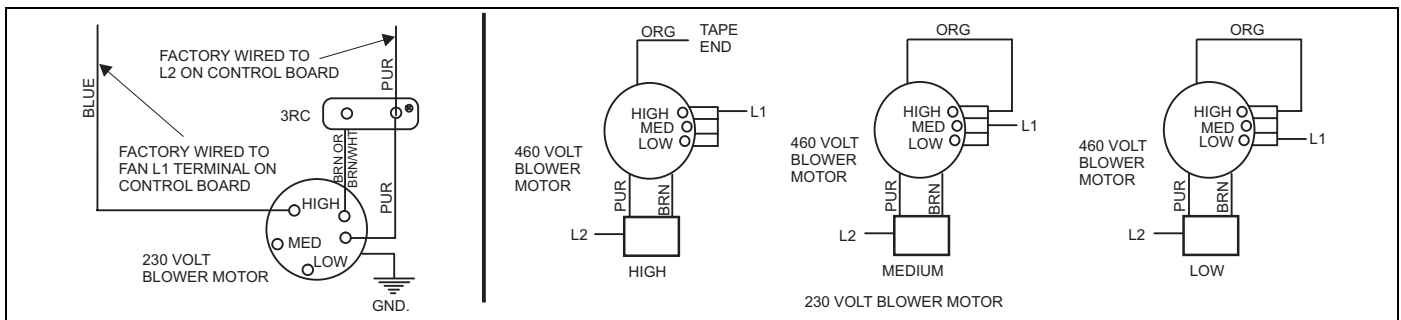 FACTORY WIRED TO
L2 ON CONTROL BOARD
BLUE
PUR
3RC
FACTORY WIRED TO
FAN L1 TERMINAL ON
CONTROL BOARD
BRN OR
BRN/WHT
PUR
HIGH
MED
LOW
230 VOLT
BLOWER MOTOR
GND.
ORG
TAPE
END
HIGH
MED
LOW
L1
460 VOLT
BLOWER
MOTOR
PUR
BRN
L2
HIGH
ORG
HIGH
MED
LOW
L1
460 VOLT
BLOWER
MOTOR
PUR
BRN
L2
MEDIUM
ORG
HIGH
MED
LOW
L1
460 VOLT
BLOWER
MOTOR
PUR
BRN
L2
LOW
230 VOLT BLOWER MOTOR